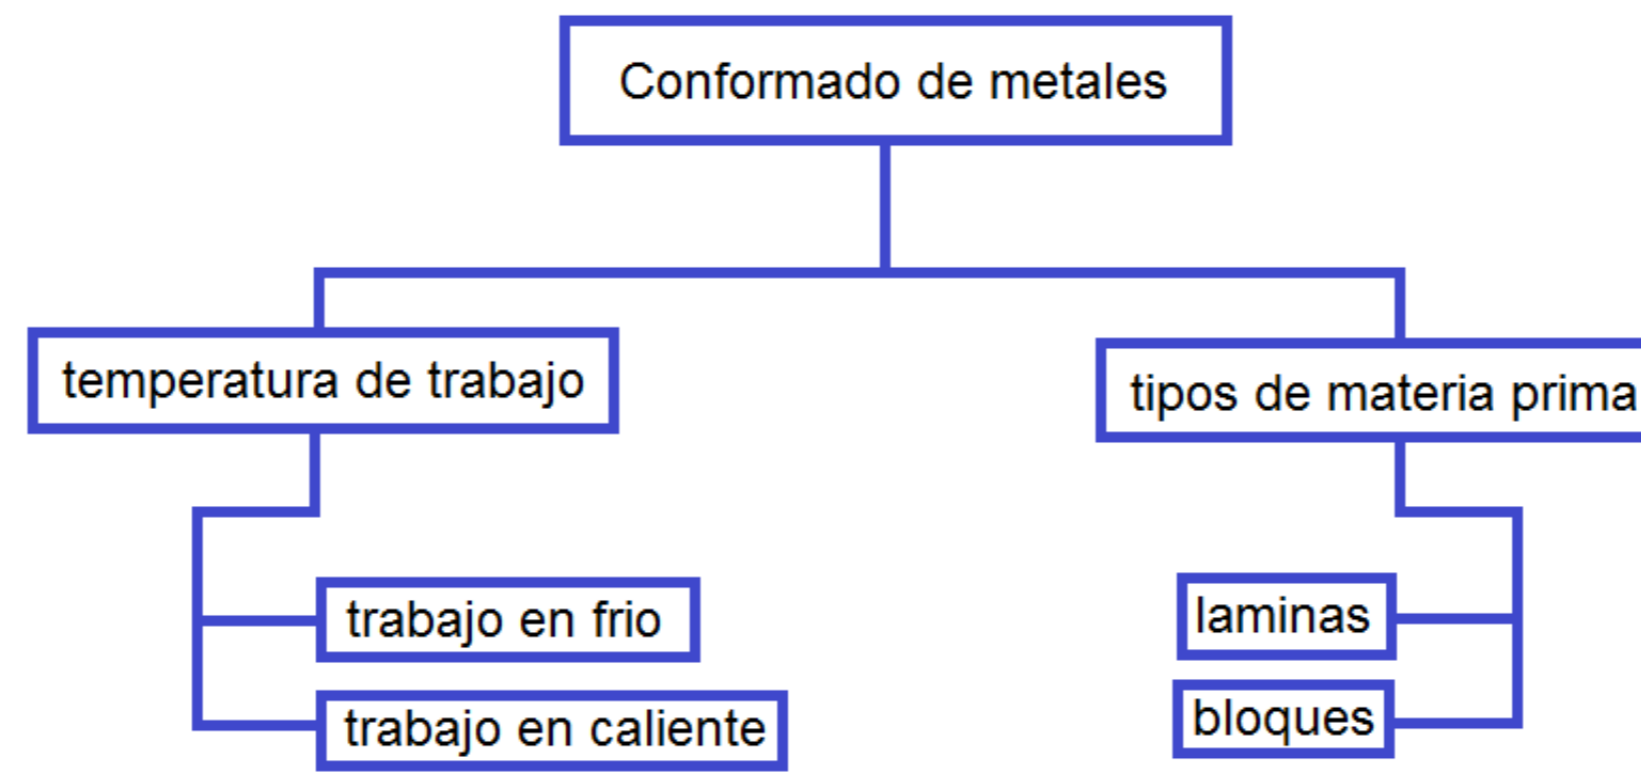 Conformado de metales
temperatura de trabajo
tipos de materia prima
trabajo en frio
trabajo en caliente
laminas
bloques